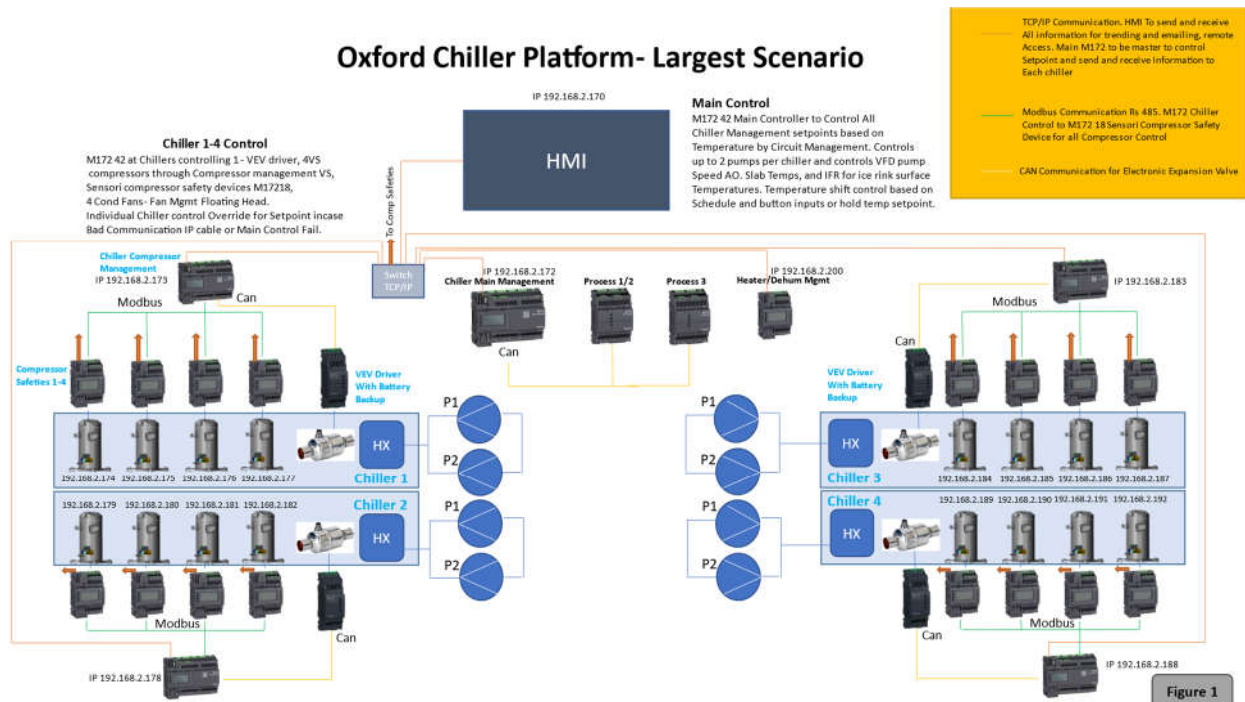 Oxford Chiller Platform- Largest Scenario
TCP/IP Communication. HMI To send and receive
All information for trending and emailing, remote
Access. Main M172 to be master to control
Setpoint and send and receive Information to
Each chiller
Modbus Communication Rs 485. M172 Chiller
Control to M172 18 Sensori Compressor Safety
Device for all Compressor Control
CAN Communication for Electronic Expansion Valve
IP 192.168.2.170
HMI
Main Control
M172 42 Main Controller to Control All
Chiller Management setpoints based on
Temperature by Circuit Management. Controls
up to 2 pumps per chiller and controls VFD pump
Speed AO. Slab Temps, and IFR for ice rink surface
Temperatures. Temperature shift control based on
Schedule and button inputs or hold temp setpoint.
Chiller 1-4 Control
M172 42 at Chillers controlling 1- VEV driver, 4VS
compressors through Compressor management VS,
Sensori compressor safety devices M17218,
4 Cond Fans- Fan Mgmt Floating Head.
Individual Chiller control Override for Setpoint incase
Bad Communication IP cable or Main Control Fail.
To Comp Safeties
Chiller Compressor
Management
IP 192.168.2.173
Modbus
Can
Switch
TCP/IP
IP 192.168.2.172
Chiller Main Management
Process 1/2
Process 3
IP 192.168.2.200
Heater/Dehum Mgmt
Can
IP 192.168.2.183
Can
Modbus
Compressor
Safeties 1-4
VEV Driver
With Battery
Backup
VEV Driver
With Battery
Backup
P1
P2
HX
Chiller 1
192.168.2.174
192.168.2.175
192.168.2.176
192.168.2.177
P1
P2
HX
Chiller 3
192.168.2.184
192.168.2.185
192.168.2.186
192.168.2.187
192.168.2.179
192.168.2.180
192.168.2.181
192.168.2.182
Chiller 2
HX
P1
P2
Chiller 4
HX
P1
P2
192.168.2.189
192.168.2.190
192.168.2.191
192.168.2.192
Modbus
Can
IP 192.168.2.178
Can
Modbus
IP 192.168.2.188
Figure 1